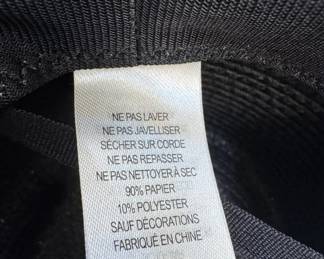 NE PAS LAVER
NE PAS JAVELLISER
SÉCHER SUR CORDE
NE PAS REPASSER
NE PAS NETTOYER À SEC
90% PAPIER
10% POLYESTER
SAUF DÉCORATIONS
FABRIQUÉ EN CHINE